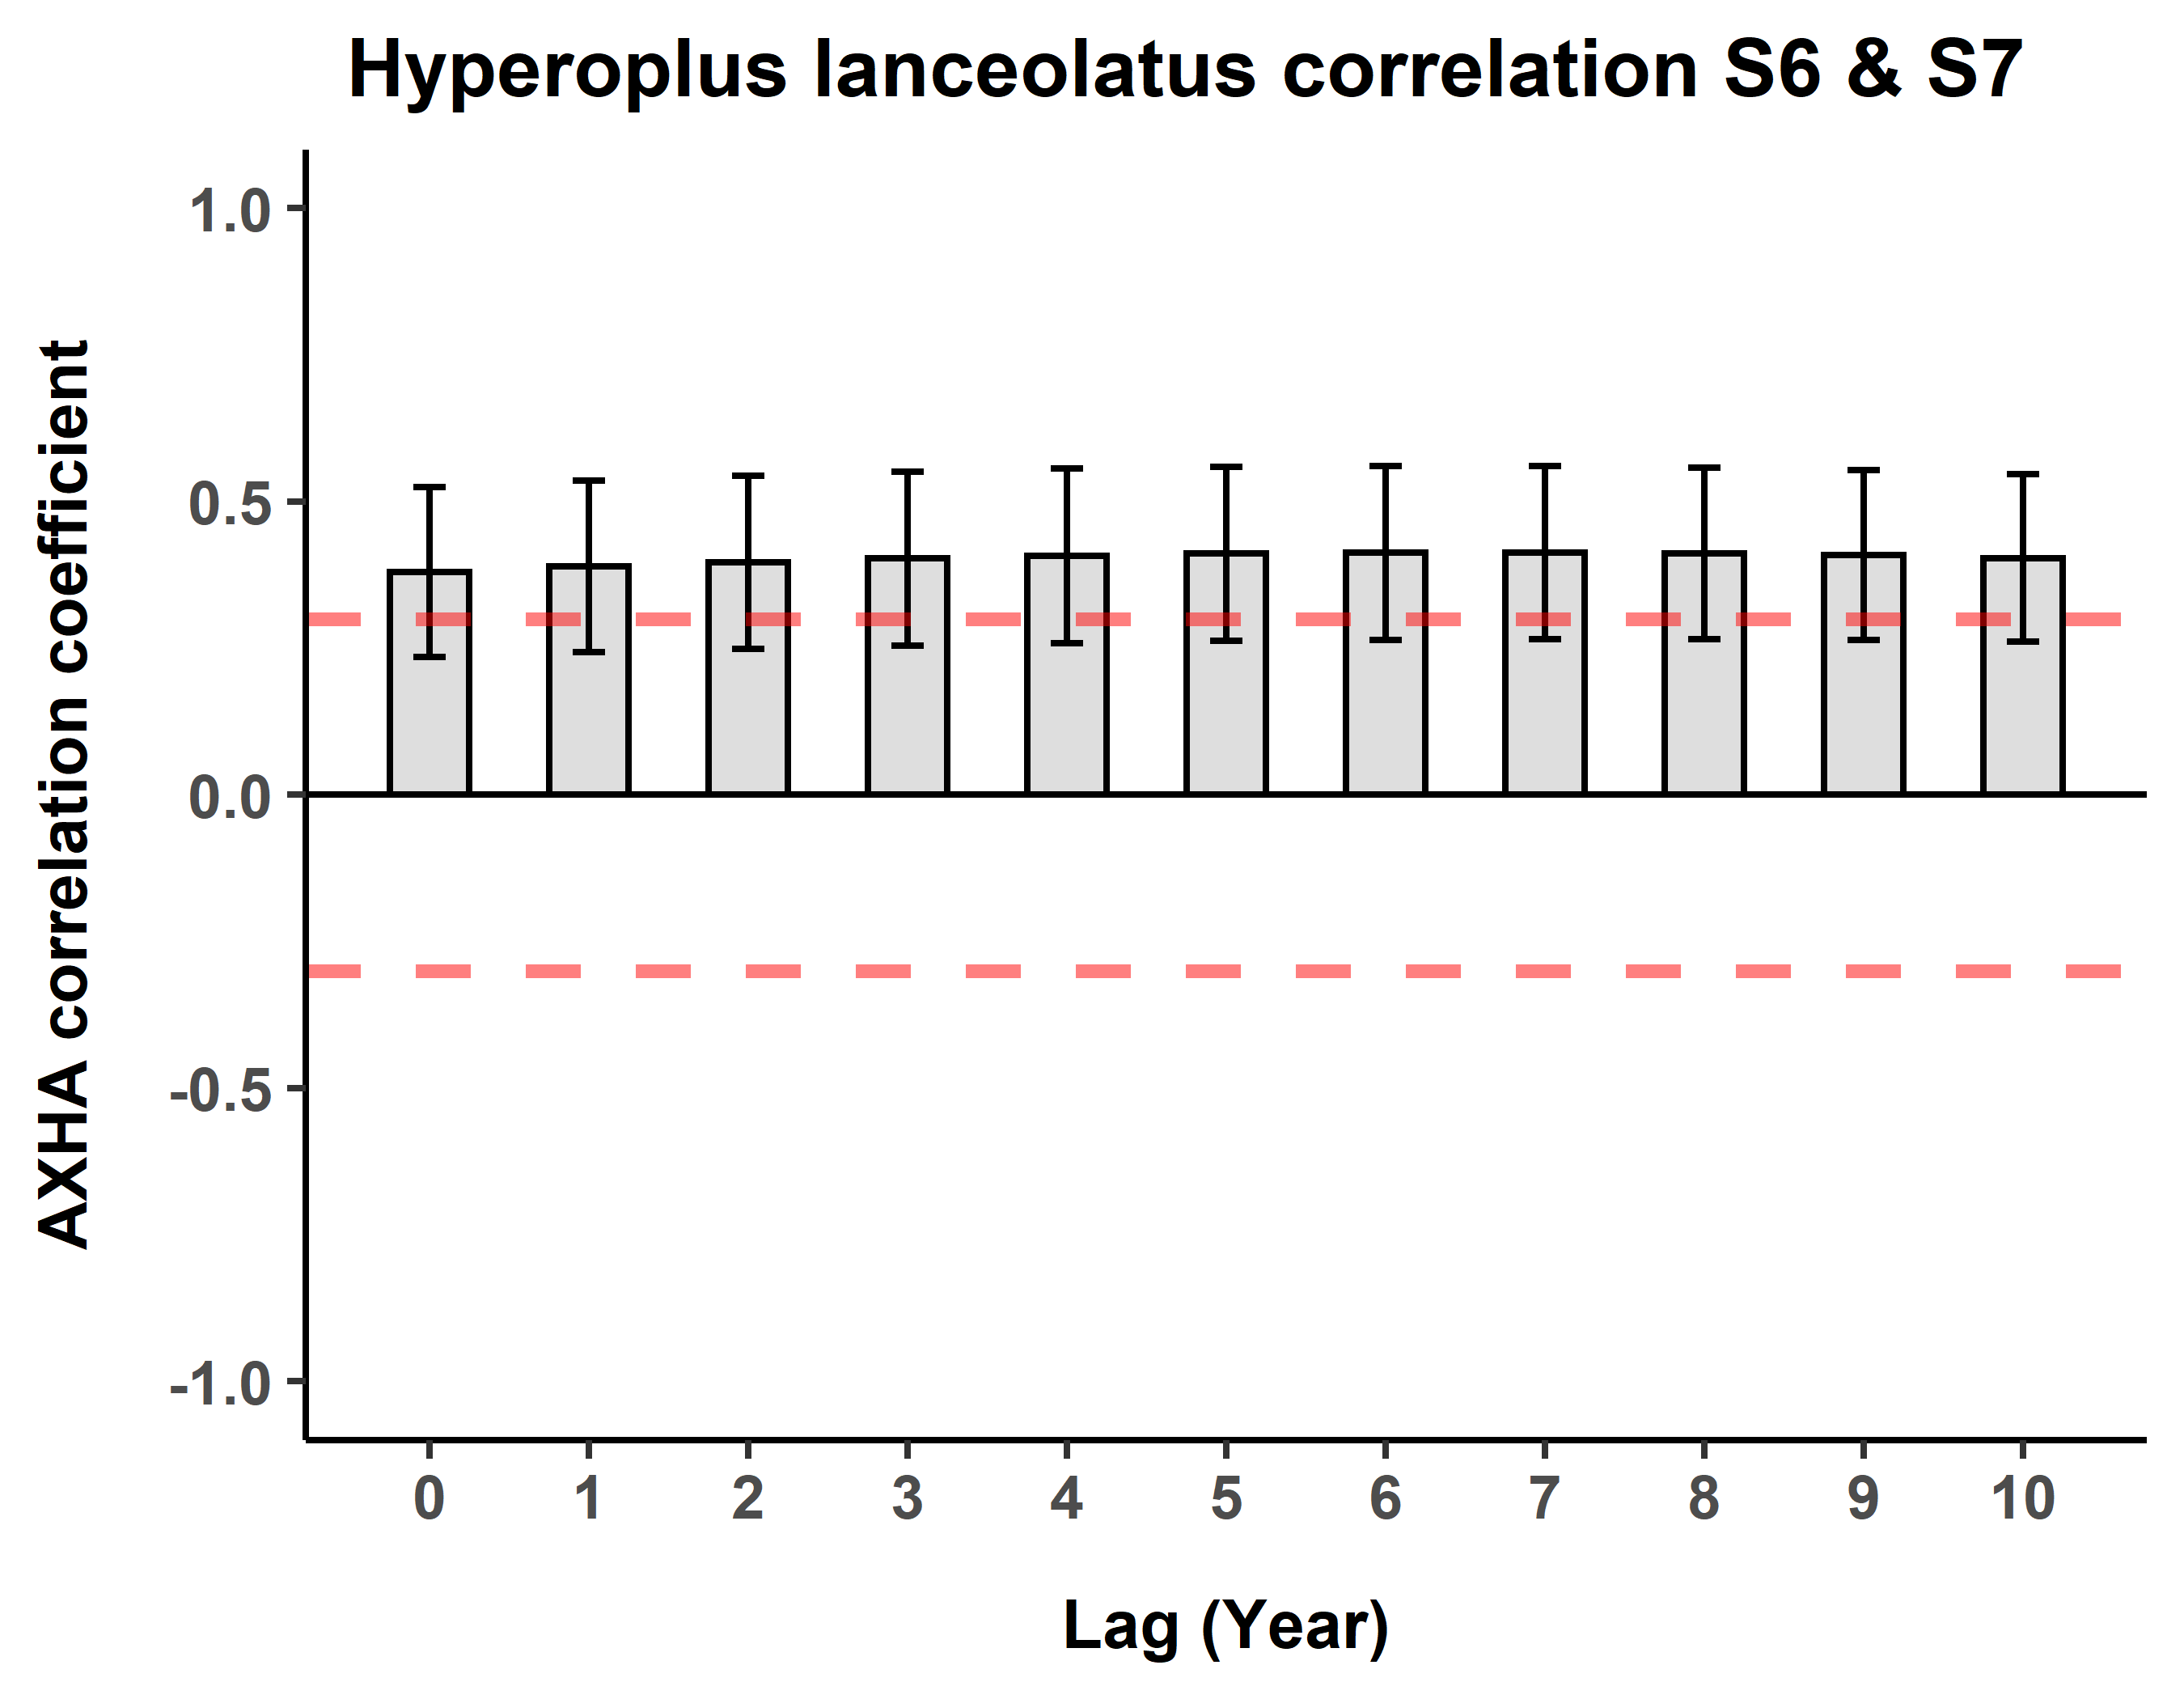 Hyperoplus lanceolatus correlation S6 & S7
AXHA correlation coefficient
1.0
0.5
0.0
-0.5
-1.0
0 1 2 3 4 5 6 7 8 9 10
Lag (Year)